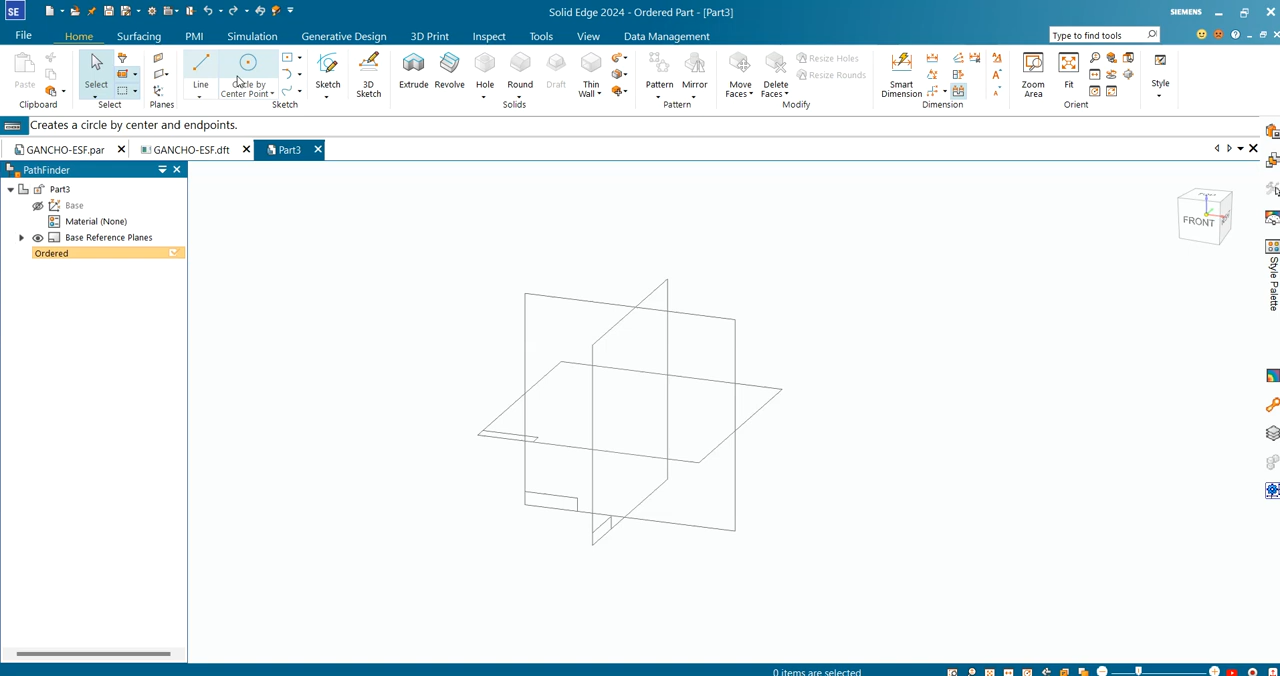 SE
Solid Edge 2024 - Ordered Part - [Part3]
SIEMENS
File
Home
Surfacing
PMI
Simulation
Generative Design
3D Print
Inspect
Tools
View
Data Management
Type to find tools
Paste
Clipboard
Select
Select
Planes
Line
Circle by
Center Point
Sketch
Sketch
3D
Sketch
Extrude
Revolve
Hole
Round
Draft
Thin
Wall
Solids
Pattern
Mirror
Pattern
Move
Faces
Delete
Faces
Resize Holes
Resize Rounds
Modify
Smart
Dimension
Dimension
Zoom
Area
Fit
Orient
Style
Creates a circle by center and endpoints.
GANCHO-ESF.par
GANCHO-ESF.dft
Part3
PathFinder
Part3
Base
Material (None)
Base Reference Planes
Ordered
FRONT
Style Palette
0 items are selected